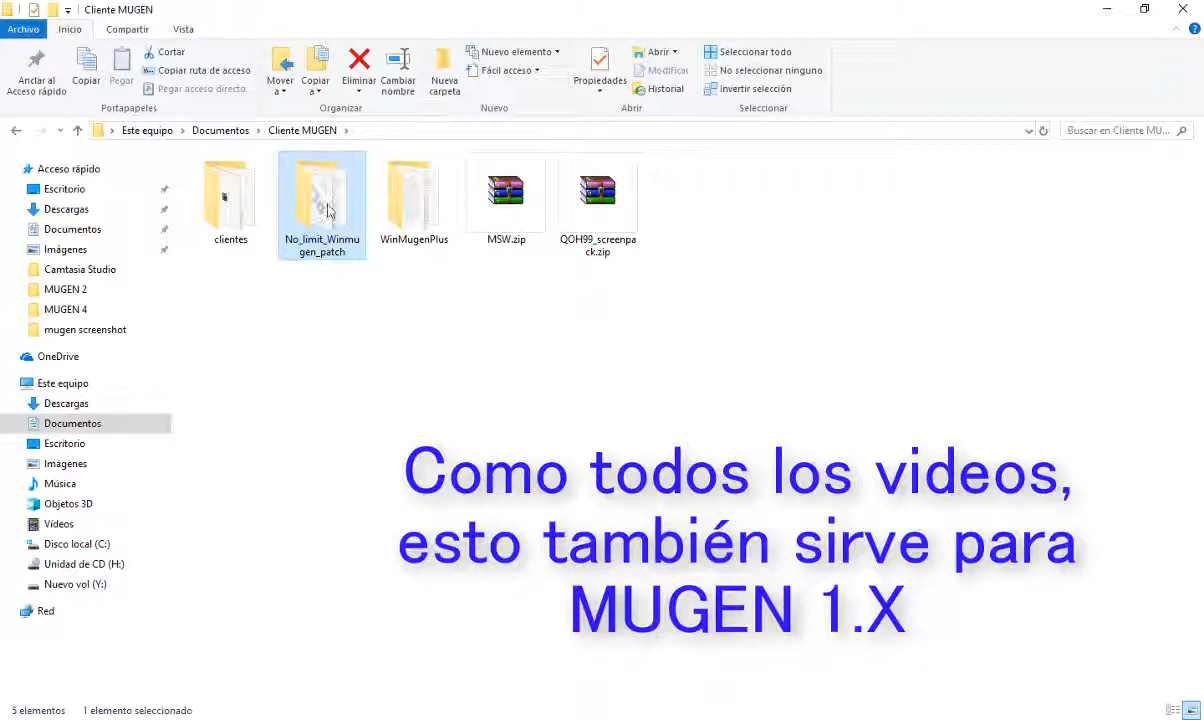 Cliente MUGEN
Archivo Inicio Compartir Vista
Anclar al Acceso rápido
Copiar
Pegar
Cortar
Copiar ruta de acceso
Pegar acceso directo
Portapapeles
Mover a
Copiar a
Eliminar
Cambiar nombre
Organizar
Nueva carpeta
Nuevo elemento
Fácil acceso
Nuevo
Propiedades
Abrir
Modificar
Historial
Abrir
Seleccionar todo
No seleccionar ninguno
Invertir selección
Seleccionar
Este equipo > Documentos > Cliente MUGEN >
Buscar en Cliente MU...
Acceso rápido
Escritorio
Descargas
Documentos
Imágenes
Camtasia Studio
MUGEN 2
MUGEN 4
mugen screenshot
OneDrive
Este equipo
Descargas
Documentos
Escritorio
Imágenes
Música
Objetos 3D
Vídeos
Disco local (C:)
Unidad de CD (H:)
Nuevo vol (Y:)
Red
clientes
No_limit_Winmu
gen_patch
WinMugenPlus
MSW.zip
QOH99_screenpa
ck.zip
Como todos los videos,
esto también sirve para
MUGEN 1.X
5 elementos 1 elemento seleccionado